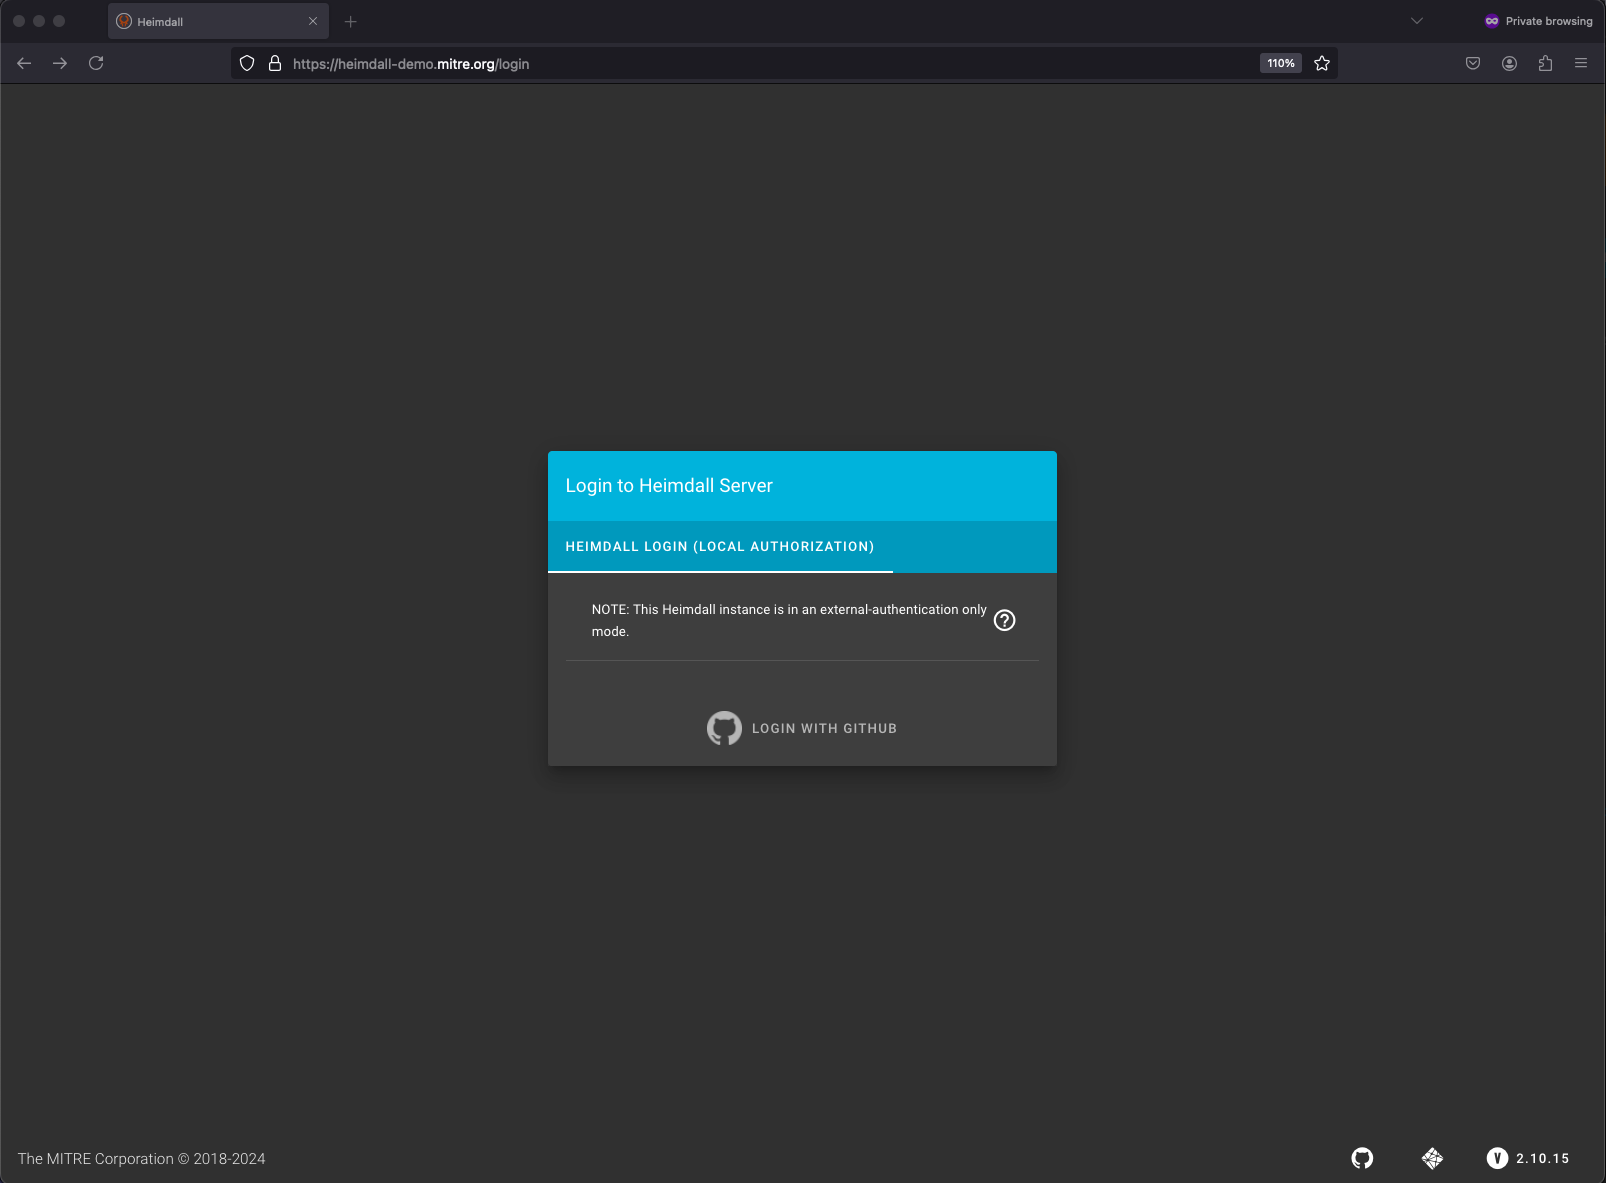 Heimdall
Private browsing
https://heimdall-demo.mitre.org/login
110%
Login to Heimdall Server
HEIMDALL LOGIN (LOCAL AUTHORIZATION)
NOTE: This Heimdall instance is in an external-authentication only
mode.
?
LOGIN WITH GITHUB
The MITRE Corporation © 2018-2024
V 2.10.15